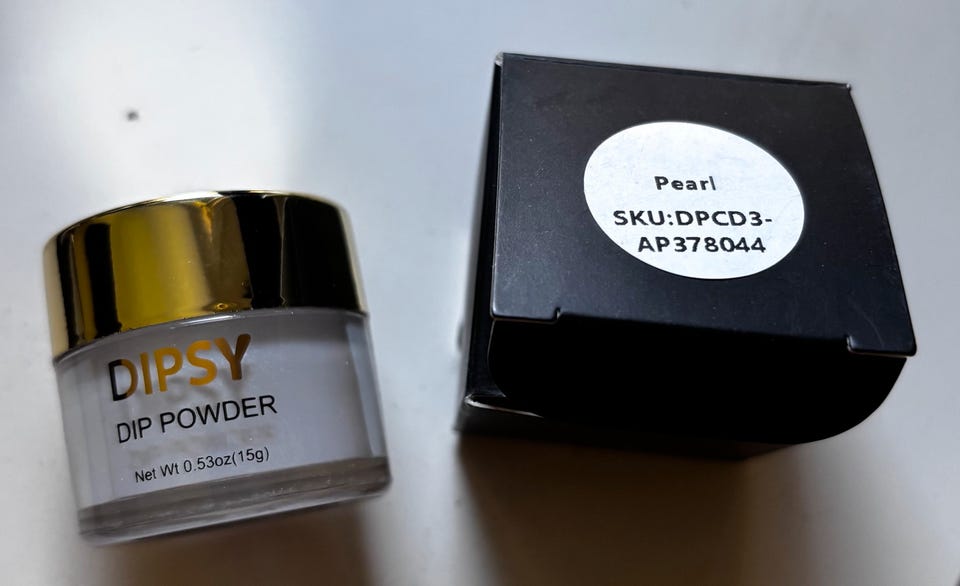 DIPSY
DIP POWDER
Net Wt 0.53oz(15g)
Pearl
SKU:DPCD3-
AP378044